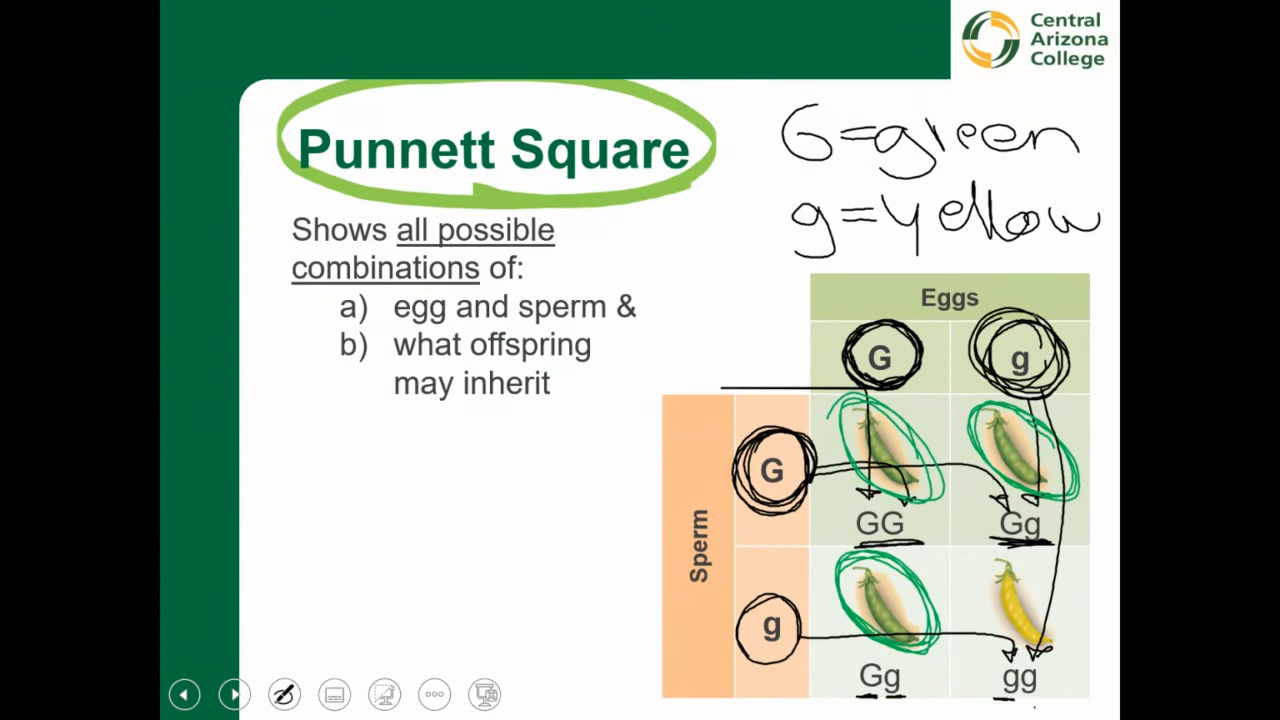 Central
Arizona
College
Punnett Square
G=green
g=yellow
Shows all possible
combinations of:
a) egg and sperm &
b) what offspring
may inherit
Eggs
G g
Sperm
G
GG Gg
g
Gg gg